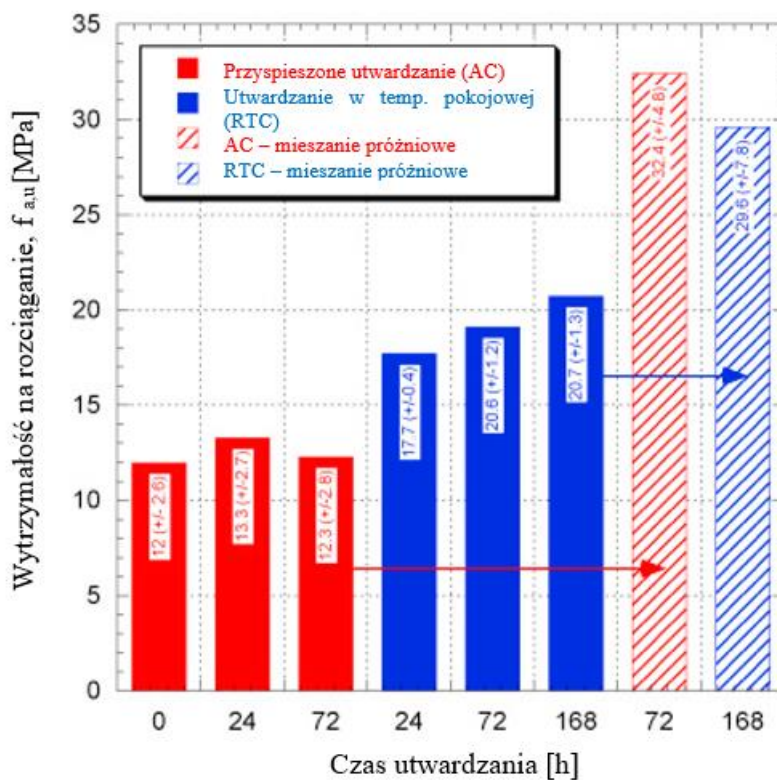 35
30
25
20
15
10
5
0
Wytrzymałość na rozciąganie, f a,u [MPa]
Przyspieszone utwardzanie (AC)
Utwardzanie w temp. pokojowej
(RTC)
AC – mieszanie próżniowe
RTC – mieszanie próżniowe
12 (+/- 2.6)
13.3 (+/-2.7)
12.3 (+/-2.8)
17.7 (+/-0.4)
20.6 (+/-1.2)
20.7 (+/-1.3)
32.4 (+/-4.8)
29.6 (+/-7.8)
0 24 72 24 72 168 72 168
Czas utwardzania [h]